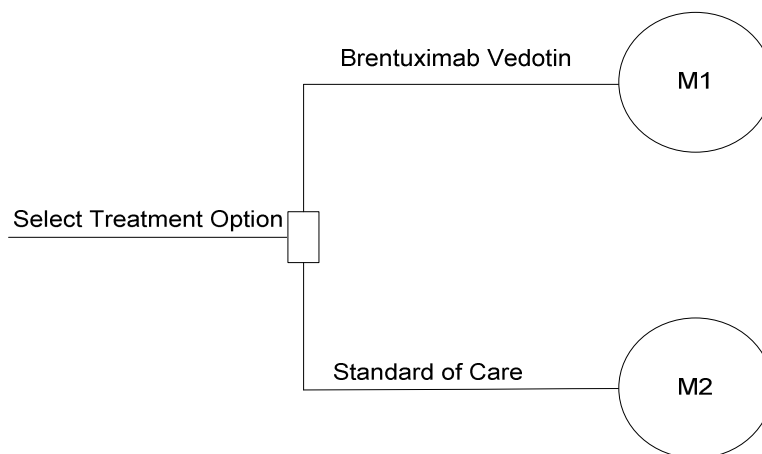 Brentuximab Vedotin
M1
Select Treatment Option
Standard of Care
M2